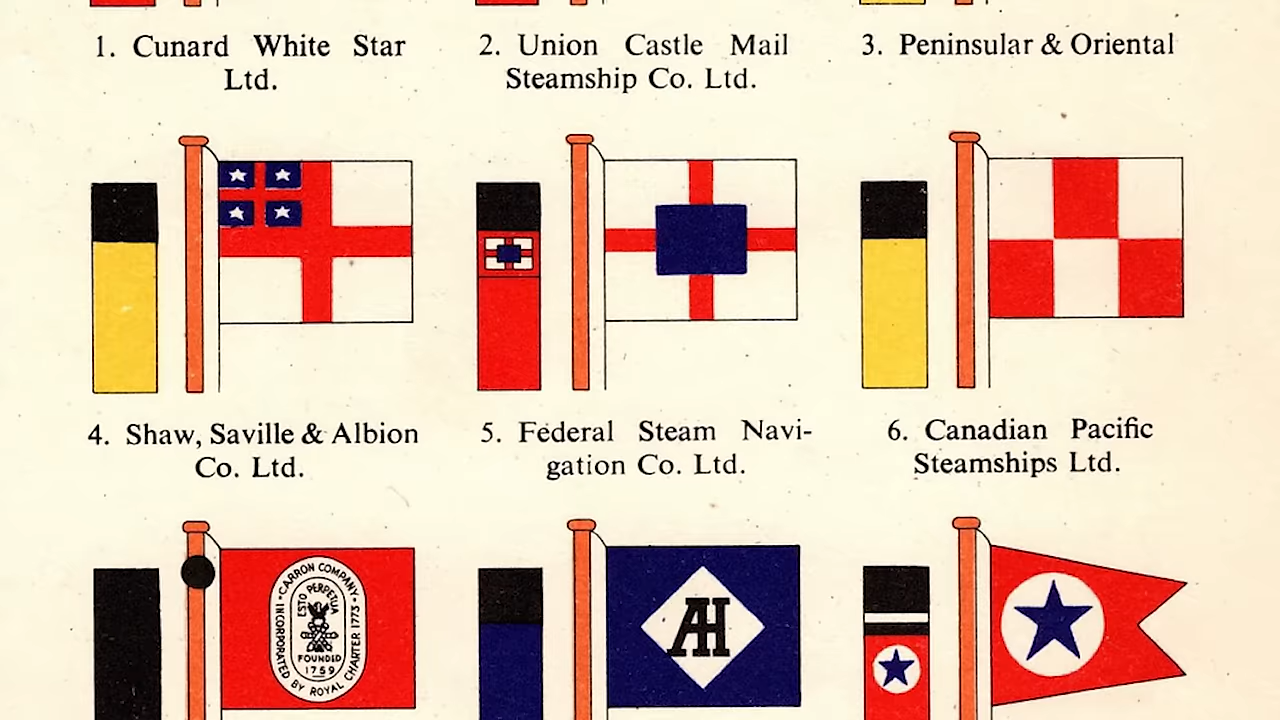 1. Cunard White Star
Ltd.
2. Union Castle Mail
Steamship Co. Ltd.
3. Peninsular & Oriental
4. Shaw, Saville & Albion
Co. Ltd.
5. Federal Steam Navi-
gation Co. Ltd.
6. Canadian Pacific
Steamships Ltd.
CARRON COMPANY
INCORPORATED BY ROYAL CHARTER 1773
ESTO PERPETUA
FOUNDED
1759
AH